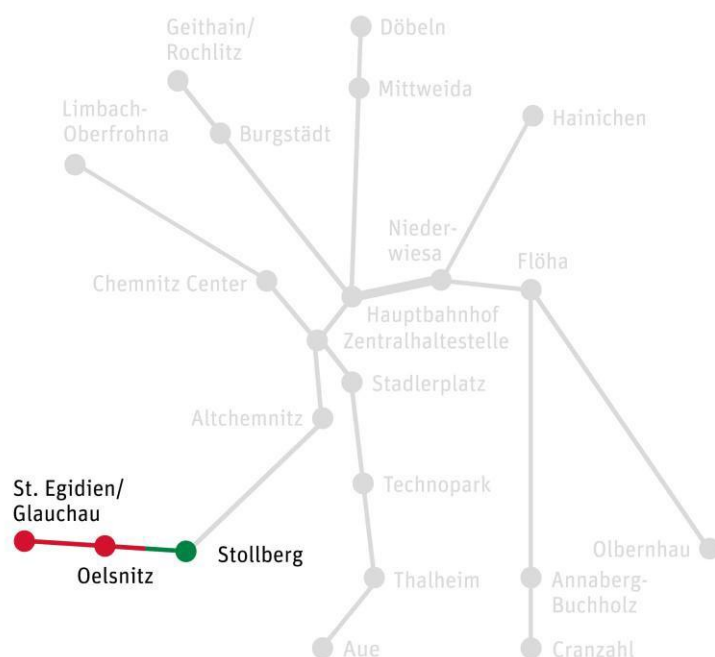 Geithain/
Rochlitz
Döbeln
Mittweida
Limbach-
Oberfrohna
Burgstädt
Hainichen
Nieder-
wiesa
Flöha
Chemnitz Center
Hauptbahnhof
Zentralhaltestelle
Stadlerplatz
Altchemnitz
St. Egidien/
Glauchau
Technopark
Oelsnitz
Stollberg
Olbernhau
Thalheim
Annaberg-
Buchholz
Aue
Cranzahl